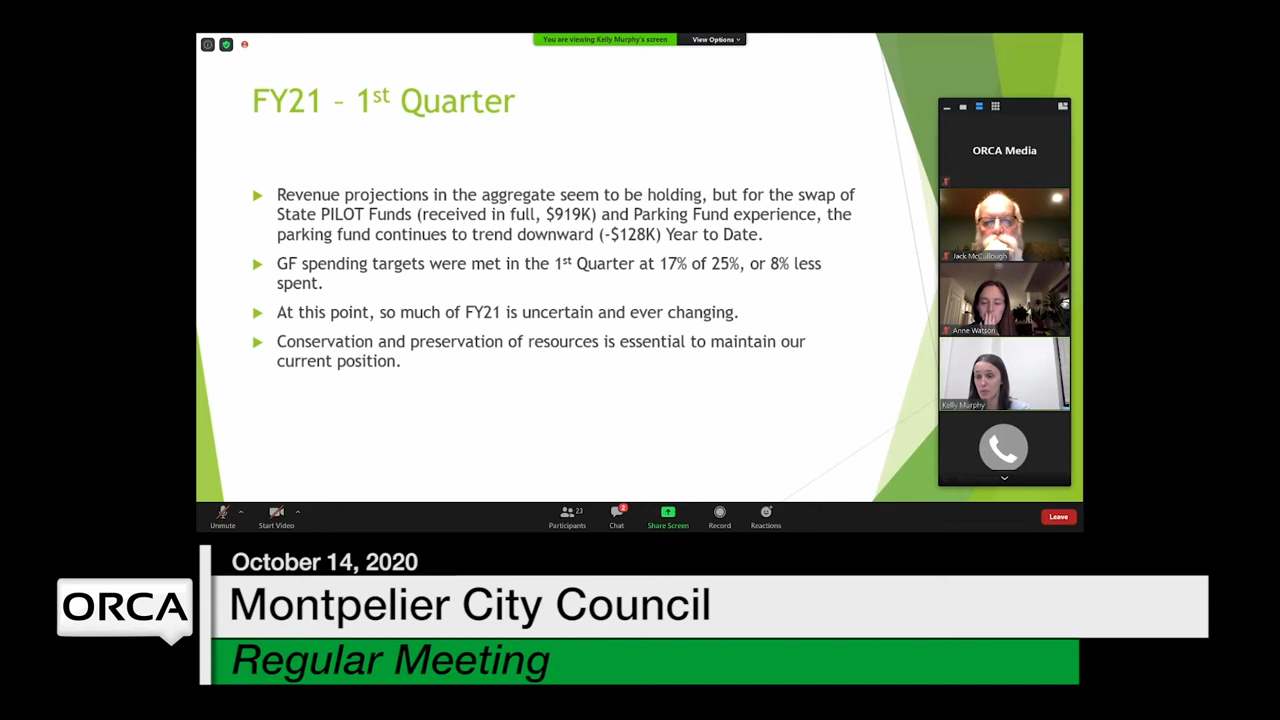 You are viewing Kelly Murphy's screen
View Options
FY21 – 1st Quarter
Revenue projections in the aggregate seem to be holding, but for the swap of
State PILOT Funds (received in full, $919K) and Parking Fund experience, the
parking fund continues to trend downward (-$128K) Year to Date.
GF spending targets were met in the 1st Quarter at 17% of 25%, or 8% less
spent.
At this point, so much of FY21 is uncertain and ever changing.
Conservation and preservation of resources is essential to maintain our
current position.
ORCA Media
Jack McCullough
Anne Watson
Kelly Murphy
Unmute
Start Video
Participants
23
Chat
2
Share Screen
Record
Reactions
Leave
October 14, 2020
ORCA
Montpelier City Council
Regular Meeting